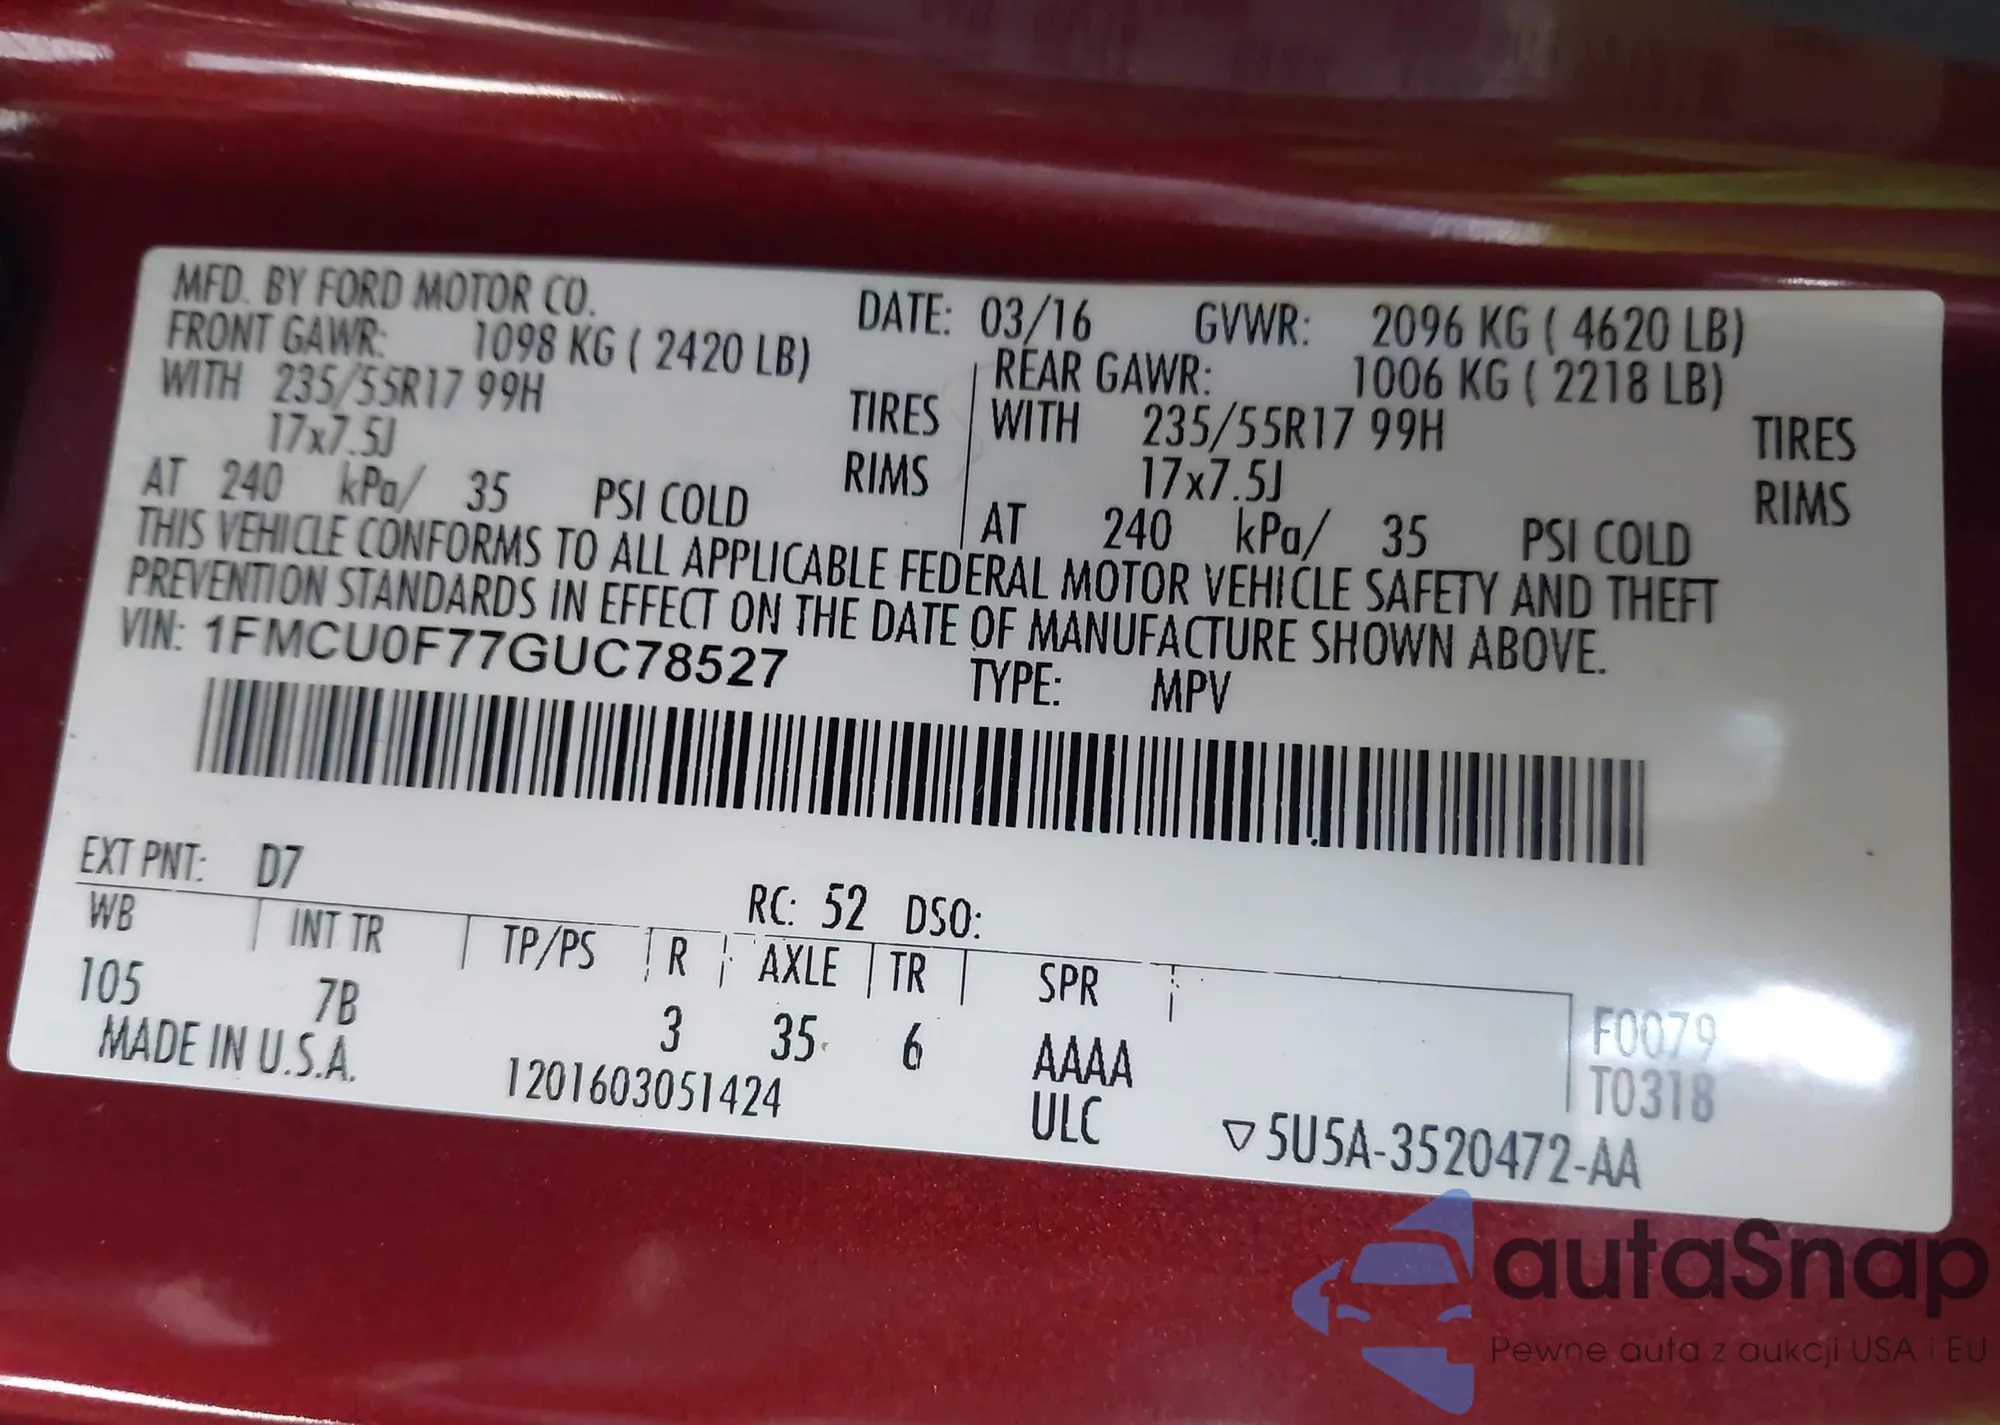 MFD. BY FORD MOTOR CO. DATE: 03/16 GVWR: 2096 KG ( 4620 LB)
FRONT GAWR: 1098 KG ( 2420 LB) REAR GAWR: 1006 KG ( 2218 LB)
WITH 235/55R17 99H TIRES WITH 235/55R17 99H TIRES
17x7.5J RIMS 17x7.5J RIMS
AT 240 kPa/ 35 PSI COLD AT 240 kPa/ 35 PSI COLD
THIS VEHICLE CONFORMS TO ALL APPLICABLE FEDERAL MOTOR VEHICLE SAFETY AND THEFT
PREVENTION STANDARDS IN EFFECT ON THE DATE OF MANUFACTURE SHOWN ABOVE.
VIN: 1FMCU0F77GUC78527 TYPE: MPV
EXT PNT: D7 RC: 52 DSO:
WB INT TR TP/PS R AXLE TR SPR
105 7B 3 35 6 AAAA F0079
MADE IN U.S.A. 1201603051424 ULC T0318
▽5U5A-3520472-AA
autaSnap
Pewne auta z aukcji USA i EU